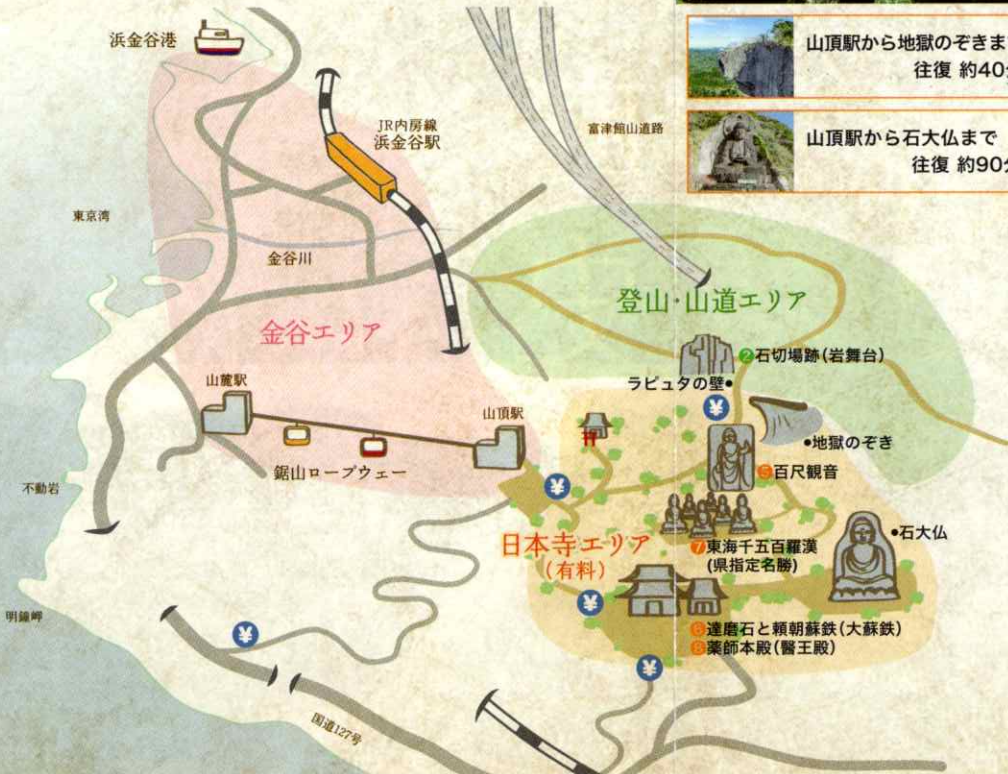 浜金谷港
山頂駅から地獄のぞきま
往復 約40
JR内房線
浜金谷駅
富津館山道路
山頂駅から石大仏まで
往復 約90
東京湾
金谷川
登山・山道エリア
金谷エリア
②石切場跡(岩舞台)
山麓駅
ラピュタの壁•
¥
山頂駅
•地獄のぞき
鋸山ロープウェー
⑤百尺観音
不動岩
¥
•石大仏
日本寺エリア
(有料)
⑦東海千五百羅漢
(県指定名勝)
¥
明鐘岬
¥
⑥達磨石と頼朝蘇鉄(大蘇鉄)
⑧薬師本殿(醫王殿)
¥
国道127号